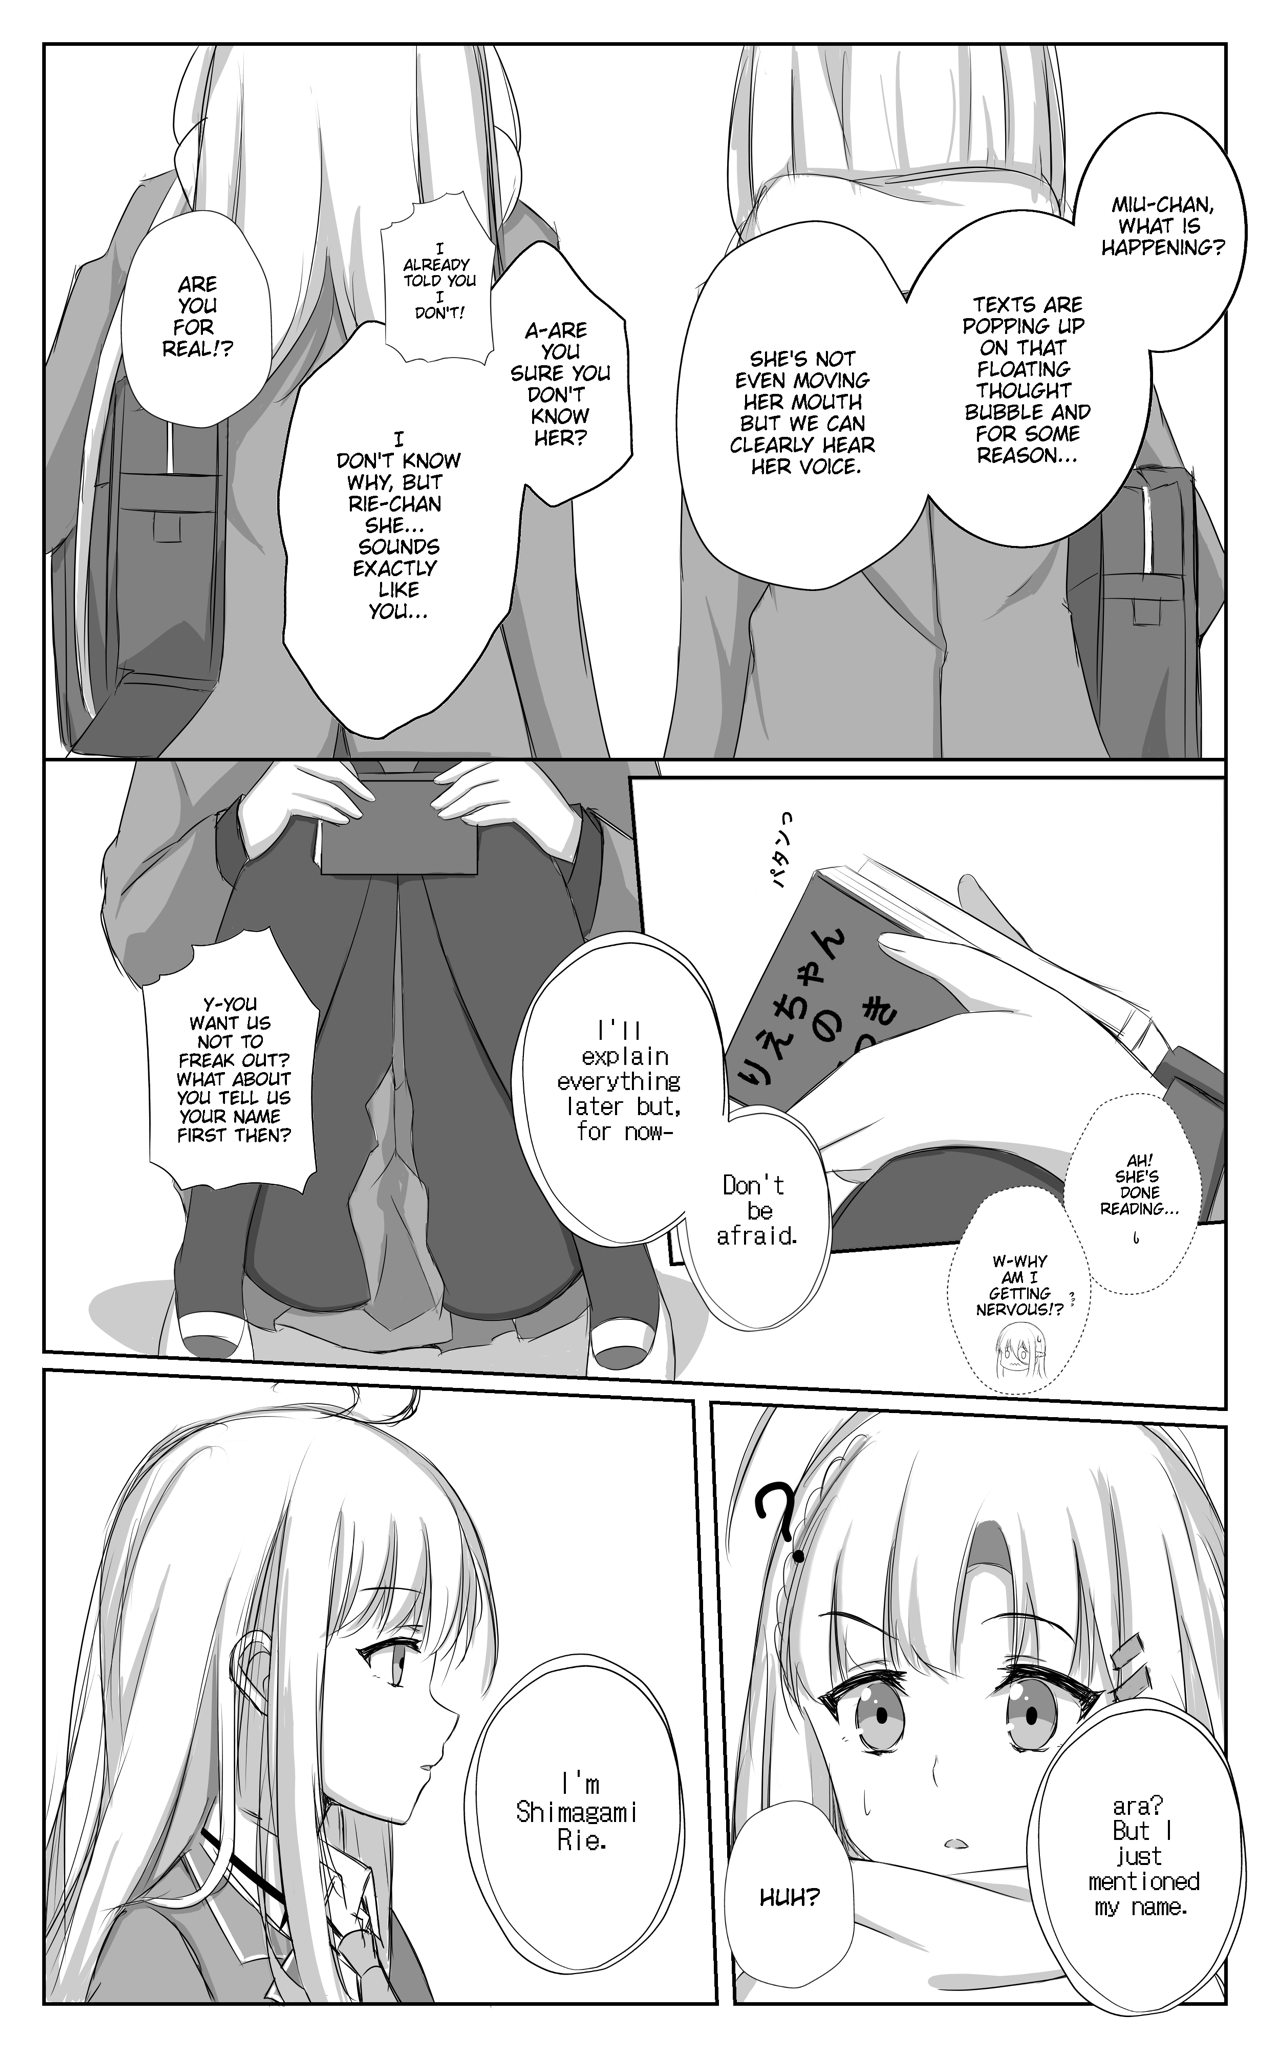 MIU-CHAN,
WHAT IS
HAPPENING?
TEXTS ARE
POPPING UP
ON THAT
FLOATING
THOUGHT
BUBBLE AND
FOR SOME
REASON...
SHE'S NOT
EVEN MOVING
HER MOUTH
BUT WE CAN
CLEARLY HEAR
HER VOICE.
A-ARE
YOU
SURE YOU
DON'T
KNOW
HER?
I
ALREADY
TOLD YOU
I
DON'T!
I
DON'T KNOW
WHY, BUT
RIE-CHAN
SHE...
SOUNDS
EXACTLY
LIKE
YOU...
ARE
YOU
FOR
REAL!?
パタンっ
りえちゃん
の
き
AH!
SHE'S
DONE
READING...
W-WHY
AM I
GETTING
NERVOUS!?
I'll
explain
everything
later but,
for now-
Don't
be
afraid.
Y-YOU
WANT US
NOT TO
FREAK OUT?
WHAT ABOUT
YOU TELL US
YOUR NAME
FIRST THEN?
?
ara?
But I
just
mentioned
my name.
HUH?
I'm
Shimagami
Rie.